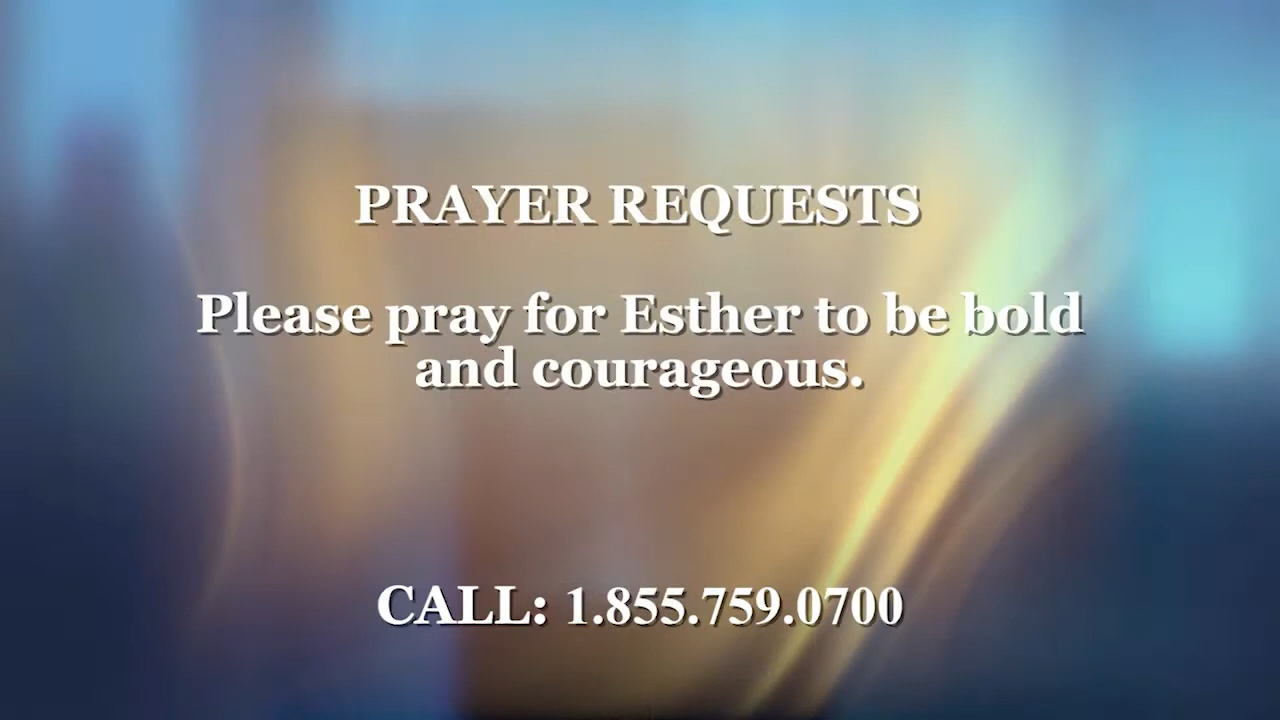 PRAYER REQUESTS
Please pray for Esther to be bold
and courageous.
CALL: 1.855.759.0700